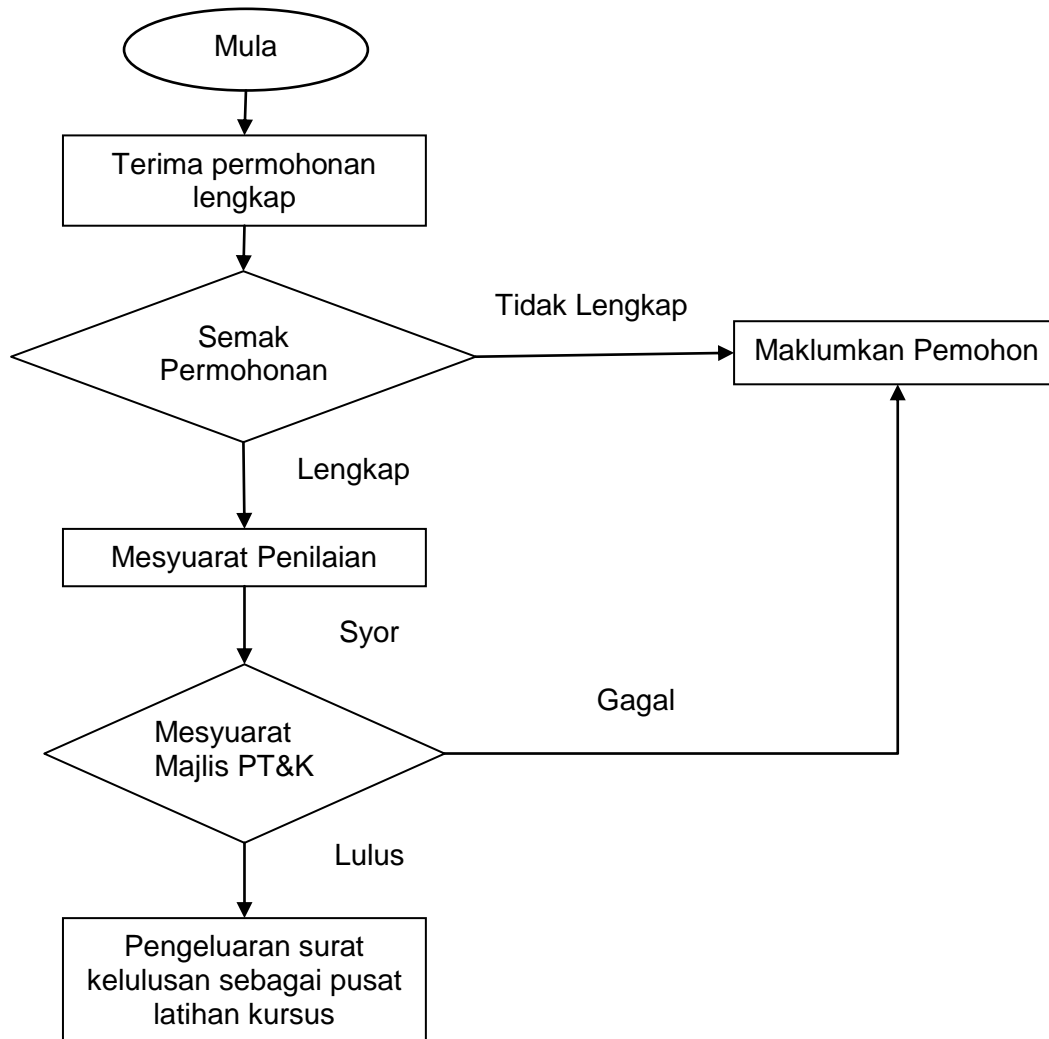 Mula
Terima permohonan
lengkap
Tidak Lengkap
Semak
Permohonan
Maklumkan Pemohon
Lengkap
Mesyuarat Penilaian
Syor
Gagal
Mesyuarat
Majlis PT&K
Lulus
Pengeluaran surat
kelulusan sebagai pusat
latihan kursus